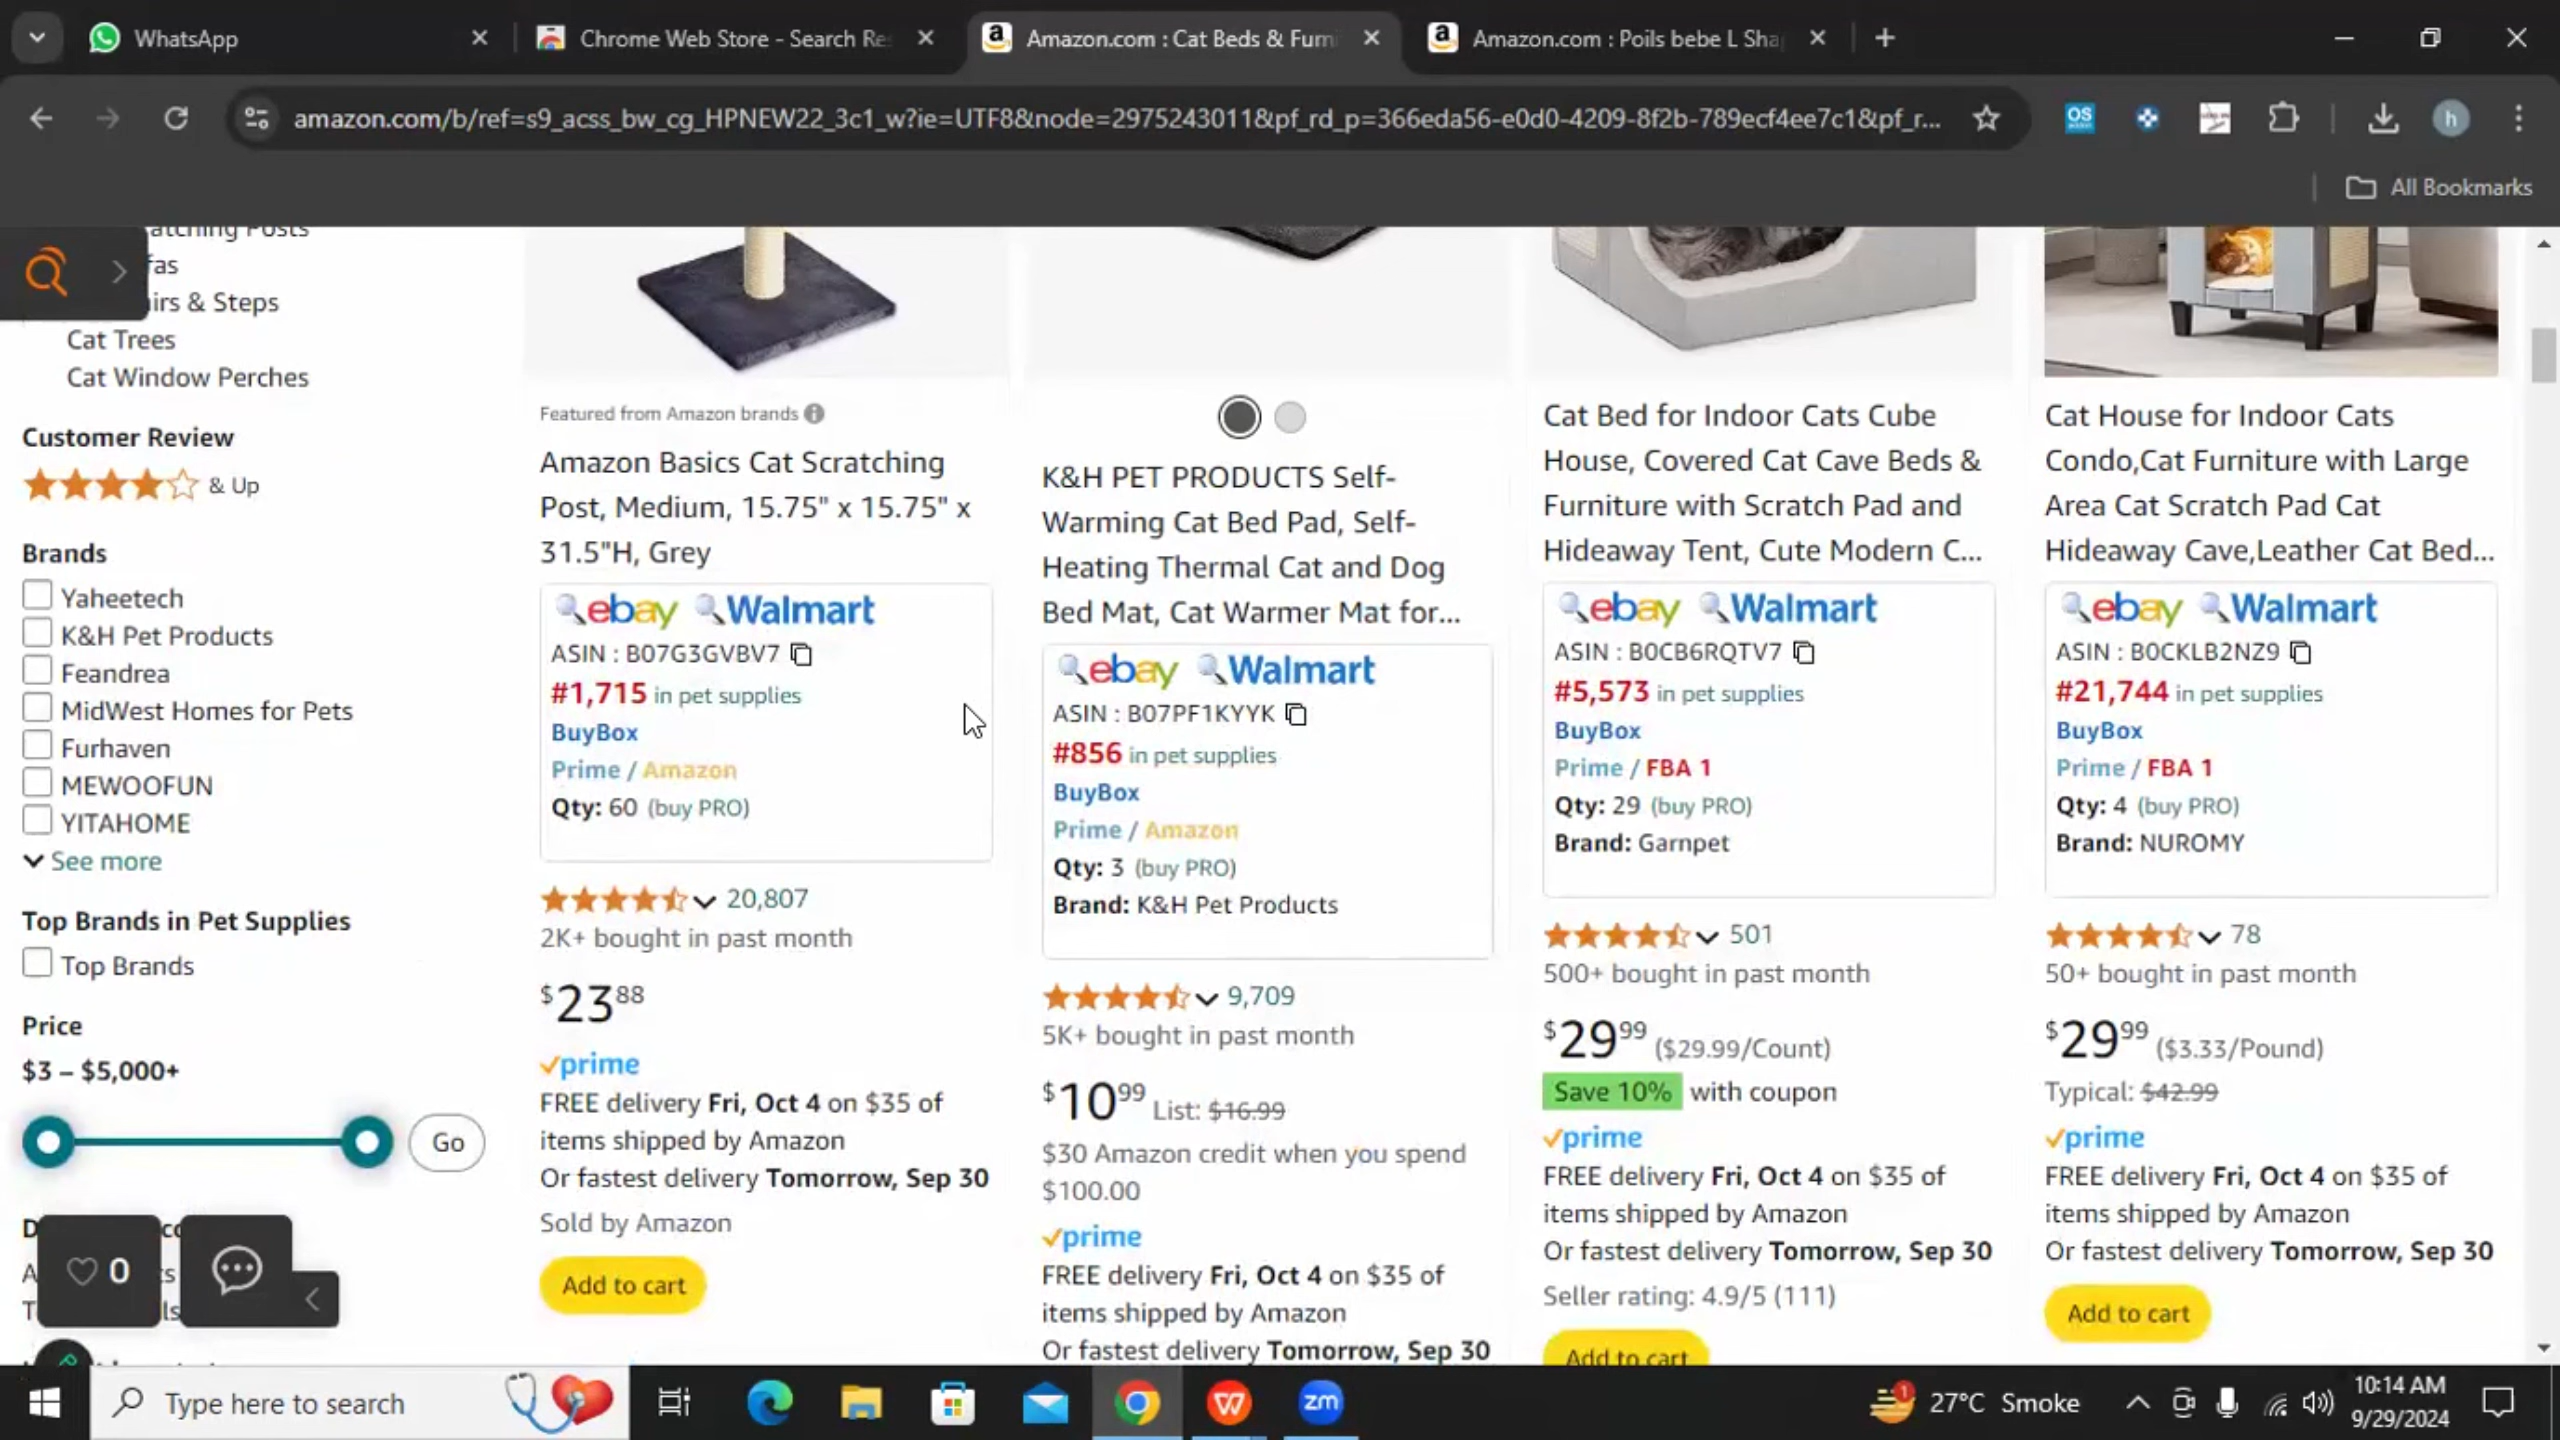 WhatsApp
Chrome Web Store - Search Re
Amazon.com : Cat Beds & Furni
Amazon.com : Poils bebe L Sha
amazon.com/b/ref=s9_acss_bw_cg_HPNEW22_3c1_w?ie=UTF8&node=2975243011&pf_rd_p=366eda56-e0d0-4209-8f2b-789ecf4ee7c1&pf_r...
OS
h
All Bookmarks
atching Posts
fas
irs & Steps
Cat Trees
Cat Window Perches
Customer Review
& Up
Brands
Yaheetech
K&H Pet Products
Feandrea
MidWest Homes for Pets
Furhaven
MEWOOFUN
YITAHOME
See more
Top Brands in Pet Supplies
Top Brands
Price
$3 – $5,000+
Go
0
Featured from Amazon brands
Amazon Basics Cat Scratching
Post, Medium, 15.75" x 15.75" x
31.5"H, Grey
ebay Walmart
ASIN : B07G3GVBV7
#1,715 in pet supplies
BuyBox
Prime / Amazon
Qty: 60 (buy PRO)
20,807
2K+ bought in past month
$23.88
prime
FREE delivery Fri, Oct 4 on $35 of
items shipped by Amazon
Or fastest delivery Tomorrow, Sep 30
Sold by Amazon
Add to cart
K&H PET PRODUCTS Self-
Warming Cat Bed Pad, Self-
Heating Thermal Cat and Dog
Bed Mat, Cat Warmer Mat for...
ebay Walmart
ASIN : B07PF1KYYK
#856 in pet supplies
BuyBox
Prime / Amazon
Qty: 3 (buy PRO)
Brand: K&H Pet Products
9,709
5K+ bought in past month
$10.99 List: $16.99
$30 Amazon credit when you spend
$100.00
prime
FREE delivery Fri, Oct 4 on $35 of
items shipped by Amazon
Or fastest delivery Tomorrow, Sep 30
Cat Bed for Indoor Cats Cube
House, Covered Cat Cave Beds &
Furniture with Scratch Pad and
Hideaway Tent, Cute Modern C...
ebay Walmart
ASIN : B0CB6RQTV7
#5,573 in pet supplies
BuyBox
Prime / FBA 1
Qty: 29 (buy PRO)
Brand: Garnpet
501
500+ bought in past month
$29.99 ($29.99/Count)
Save 10% with coupon
prime
FREE delivery Fri, Oct 4 on $35 of
items shipped by Amazon
Or fastest delivery Tomorrow, Sep 30
Seller rating: 4.9/5 (111)
Add to cart
Cat House for Indoor Cats
Condo,Cat Furniture with Large
Area Cat Scratch Pad Cat
Hideaway Cave,Leather Cat Bed...
ebay Walmart
ASIN : B0CKLB2NZ9
#21,744 in pet supplies
BuyBox
Prime / FBA 1
Qty: 4 (buy PRO)
Brand: NUROMY
78
50+ bought in past month
$29.99 ($3.33/Pound)
Typical: $42.99
prime
FREE delivery Fri, Oct 4 on $35 of
items shipped by Amazon
Or fastest delivery Tomorrow, Sep 30
Add to cart
Type here to search
zm
1
27°C Smoke
10:14 AM
9/29/2024